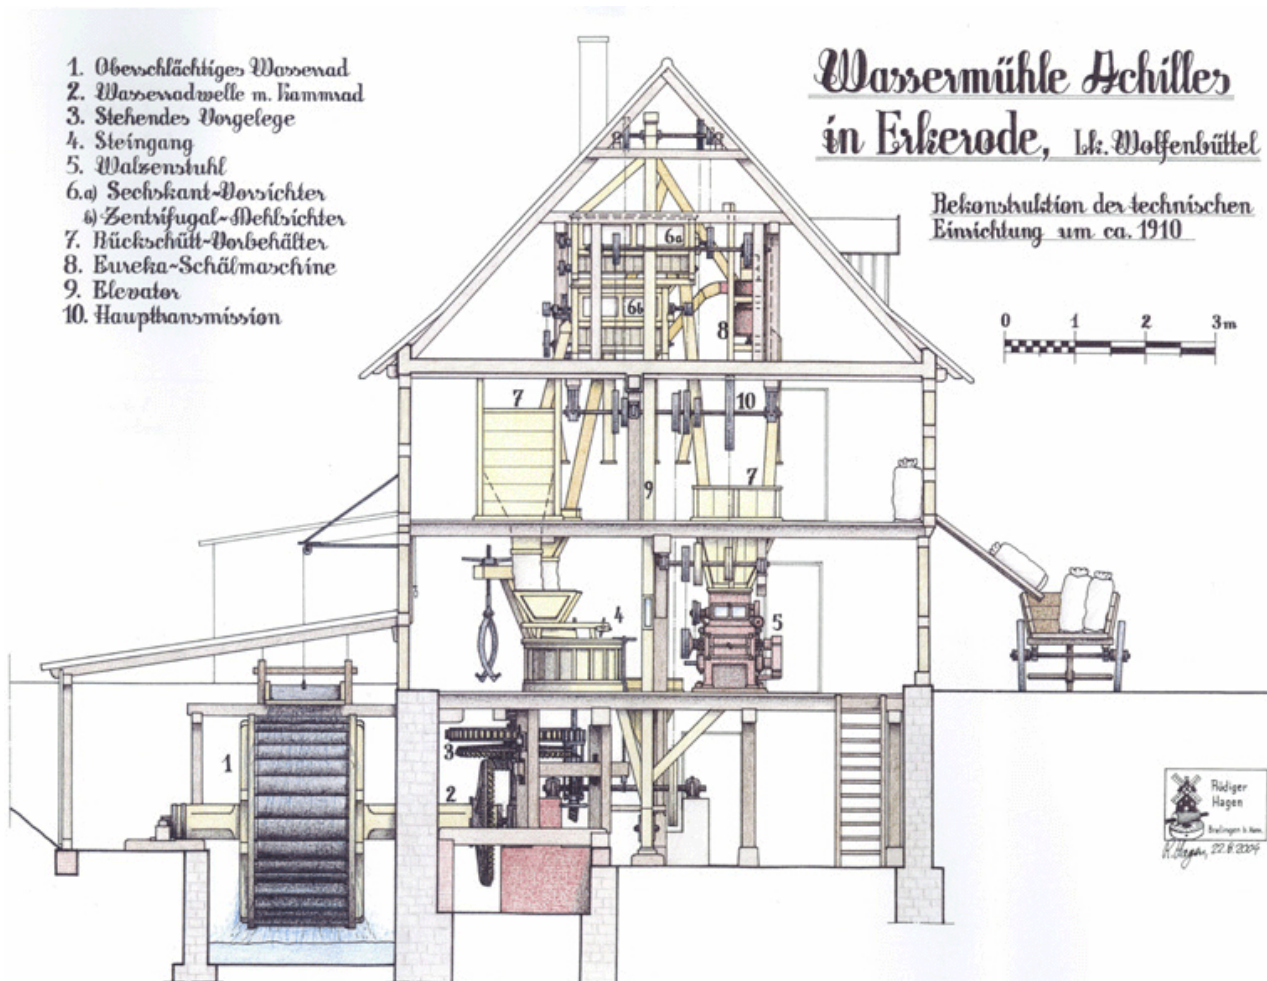 1. Oberschlächtiges Wasserrad
2. Wasserradwelle m. Kammrad
3. Stehendes Vorgelege
4. Steingang
5. Walzenstuhl
6.a) Sechskant-Vorsichter
b) Zentrifugal-Mehlsichter
7. Rückschütt-Vorbehälter
8. Eureka-Schälmaschine
9. Elevator
10. Haupttransmission
Wassermühle Achilles
in Erkerode, Lk. Wolfenbüttel
Rekonstruktion der technischen
Einrichtung um ca. 1910
0 1 2 3m
6a
6b
8
7
10
7
9
4
5
1
3
2
Rüdiger
Hagen
R. Hagen, 22.8.2004